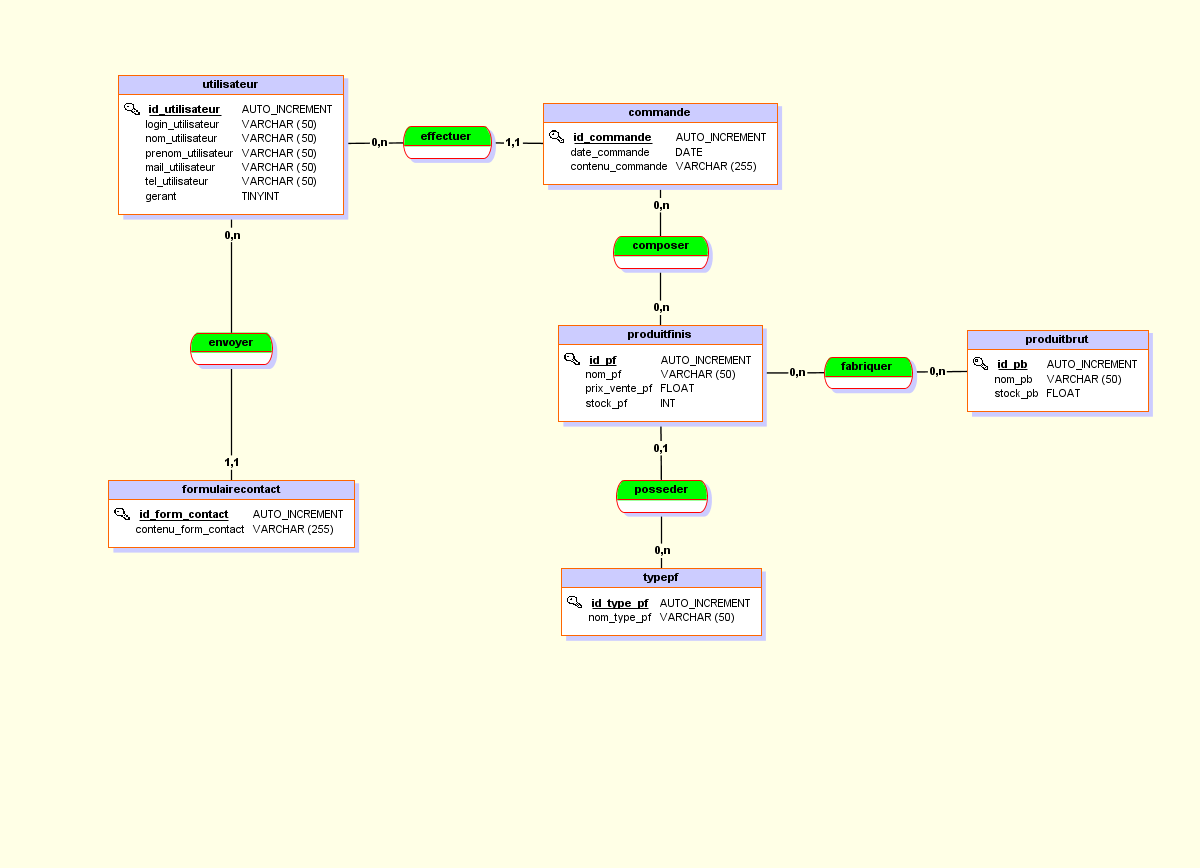 utilisateur
id_utilisateur AUTO_INCREMENT
login_utilisateur VARCHAR (50)
nom_utilisateur VARCHAR (50)
prenom_utilisateur VARCHAR (50)
mail_utilisateur VARCHAR (50)
tel_utilisateur VARCHAR (50)
gerant TINYINT
0,n
effectuer
1,1
commande
id_commande AUTO_INCREMENT
date_commande DATE
contenu_commande VARCHAR (255)
0,n
composer
0,n
produitfinis
id_pf AUTO_INCREMENT
nom_pf VARCHAR (50)
prix_vente_pf FLOAT
stock_pf INT
0,n
fabriquer
0,n
produitbrut
id_pb AUTO_INCREMENT
nom_pb VARCHAR (50)
stock_pb FLOAT
0,n
envoyer
1,1
formulairecontact
id_form_contact AUTO_INCREMENT
contenu_form_contact VARCHAR (255)
0,1
posseder
0,n
typepf
id_type_pf AUTO_INCREMENT
nom_type_pf VARCHAR (50)